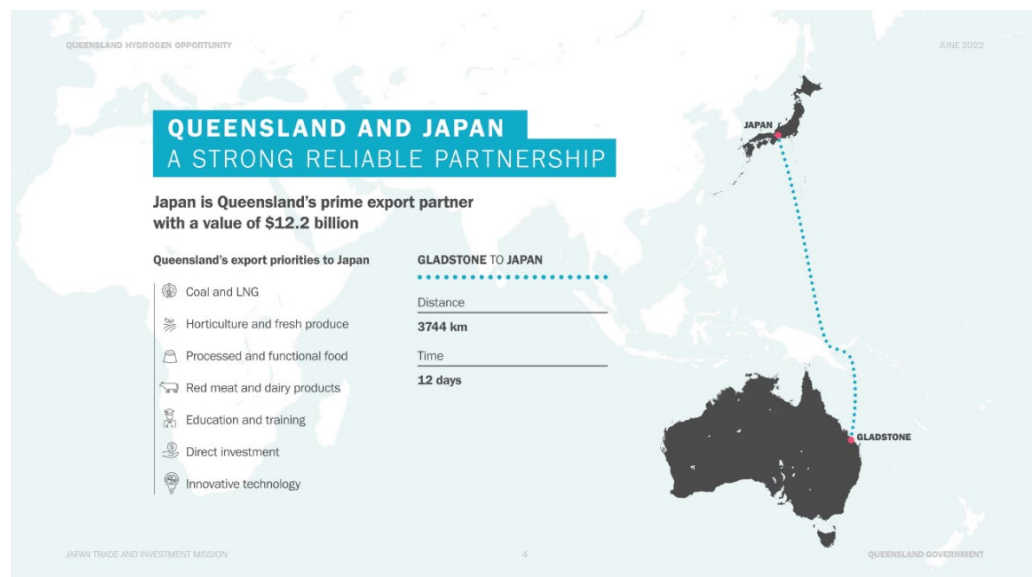 QUEENSLAND HYDROGEN OPPORTUNITY
JUNE 2022
QUEENSLAND AND JAPAN
A STRONG RELIABLE PARTNERSHIP
Japan is Queensland's prime export partner
with a value of $12.2 billion
Queensland's export priorities to Japan
Coal and LNG
Horticulture and fresh produce
Processed and functional food
Red meat and dairy products
Education and training
Direct investment
Innovative technology
GLADSTONE TO JAPAN
Distance
3744 km
Time
12 days
JAPAN
GLADSTONE
JAPAN TRADE AND INVESTMENT MISSION
4
QUEENSLAND GOVERNMENT